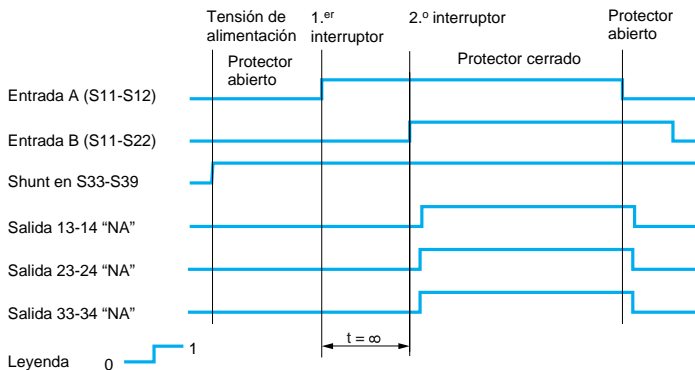 Tensión de
alimentación
1.er
interruptor
2.º interruptor
Protector
abierto
Protector
abierto
Protector cerrado
Entrada A (S11-S12)
Entrada B (S11-S22)
Shunt en S33-S39
Salida 13-14 “NA”
Salida 23-24 “NA”
Salida 33-34 “NA”
t = ∞
Leyenda 0 1